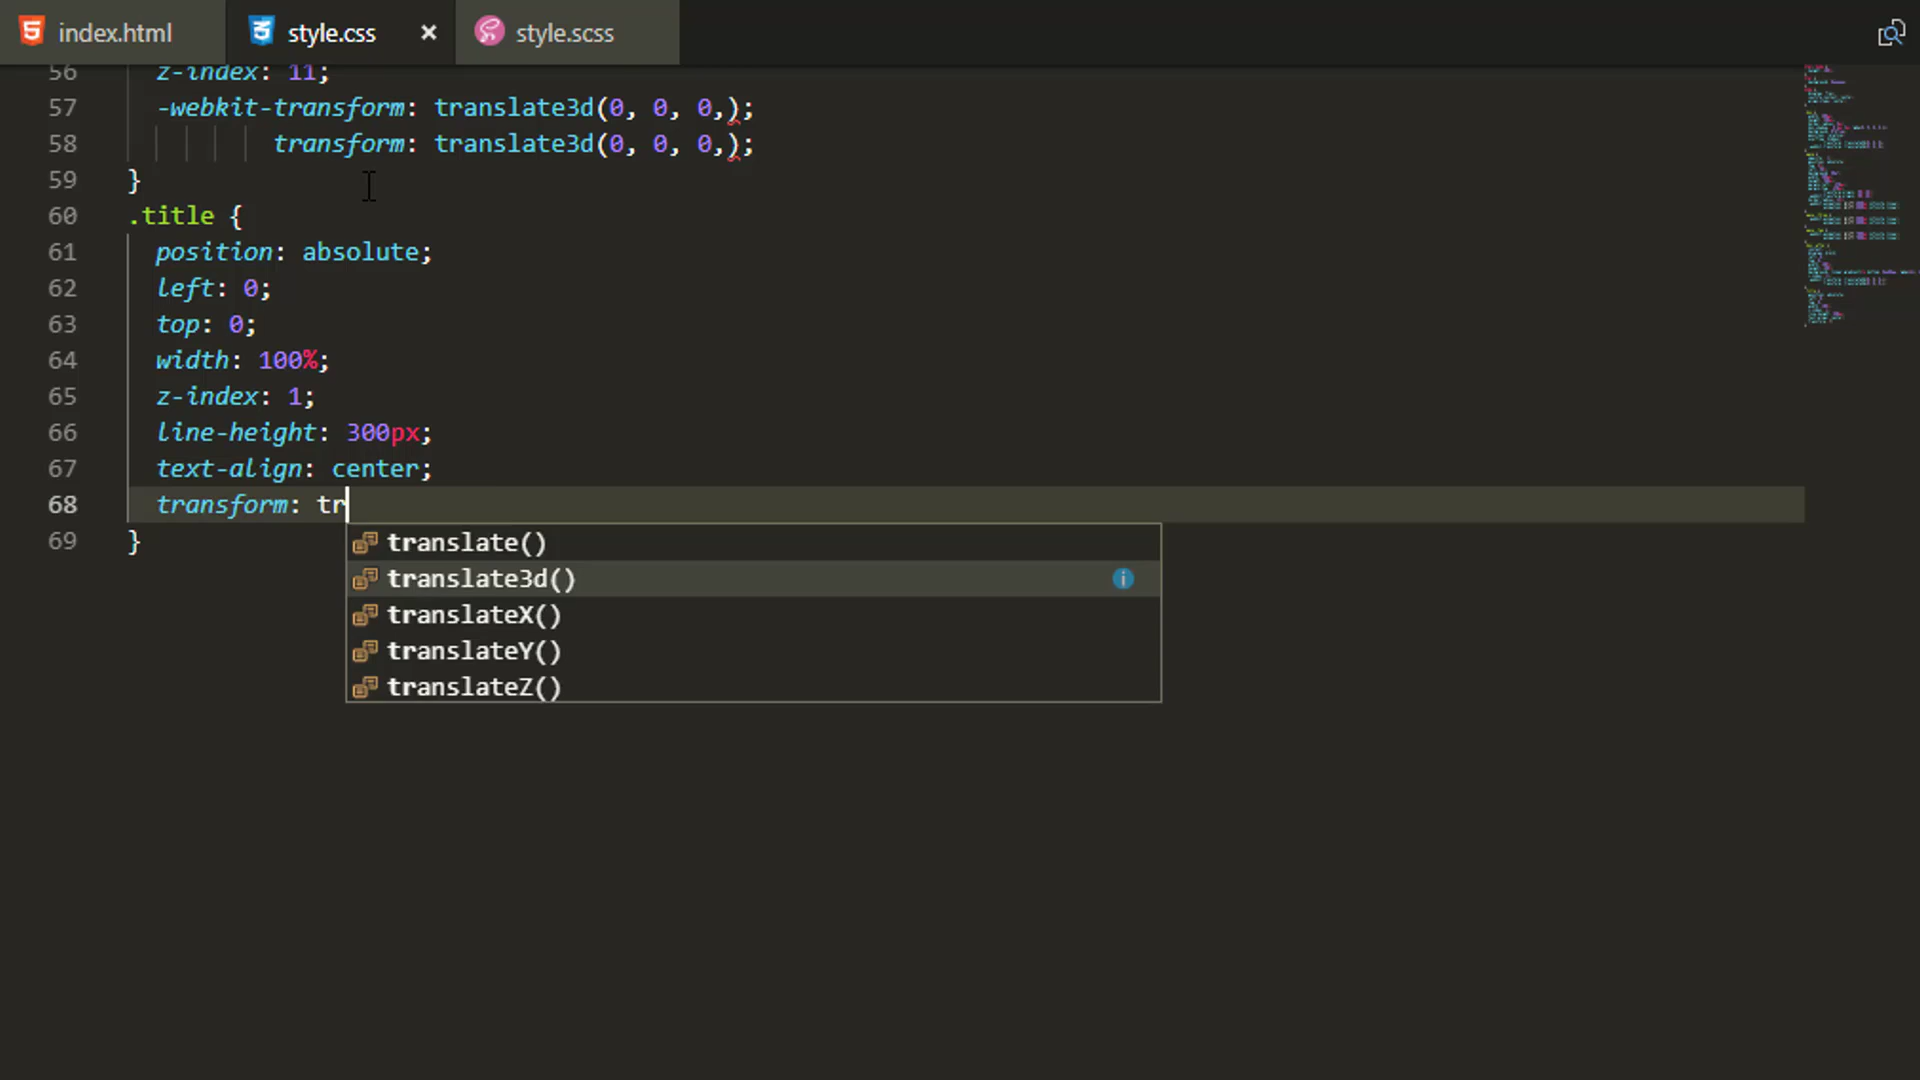 index.html style.css × style.scss
56 z-index: 11;
57 -webkit-transform: translate3d(0, 0, 0,);
58 transform: translate3d(0, 0, 0,);
59 }
60 .title {
61 position: absolute;
62 left: 0;
63 top: 0;
64 width: 100%;
65 z-index: 1;
66 line-height: 300px;
67 text-align: center;
68 transform: tr
69 }
translate()
translate3d()
translateX()
translateY()
translateZ()